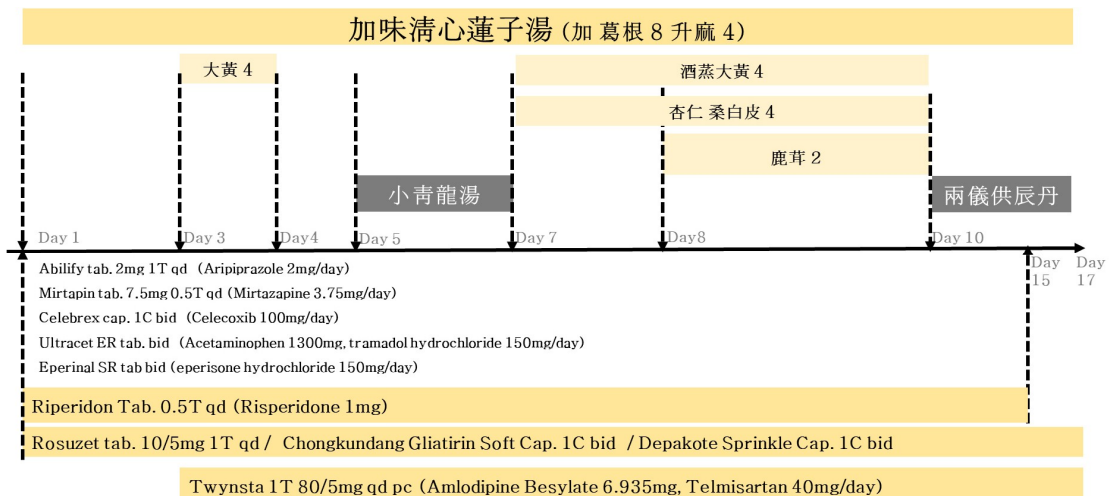 加味淸心蓮子湯 (加 葛根 8 升麻 4)
大黃 4
酒蒸大黃 4
杏仁 桑白皮 4
鹿茸 2
小靑龍湯
兩儀供辰丹
Day 1
Day 3
Day4
Day 5
Day 7
Day8
Day 10
Day 15
Day 17
Abilify tab. 2mg 1T qd (Aripiprazole 2mg/day)
Mirtapin tab. 7.5mg 0.5T qd (Mirtazapine 3.75mg/day)
Celebrex cap. 1C bid (Celecoxib 100mg/day)
Ultracet ER tab. bid (Acetaminophen 1300mg, tramadol hydrochloride 150mg/day)
Eperinal SR tab bid (eperisone hydrochloride 150mg/day)
Riperidon Tab. 0.5T qd (Risperidone 1mg)
Rosuzet tab. 10/5mg 1T qd / Chongkundang Gliatirin Soft Cap. 1C bid / Depakote Sprinkle Cap. 1C bid
Twynsta 1T 80/5mg qd pc (Amlodipine Besylate 6.935mg, Telmisartan 40mg/day)